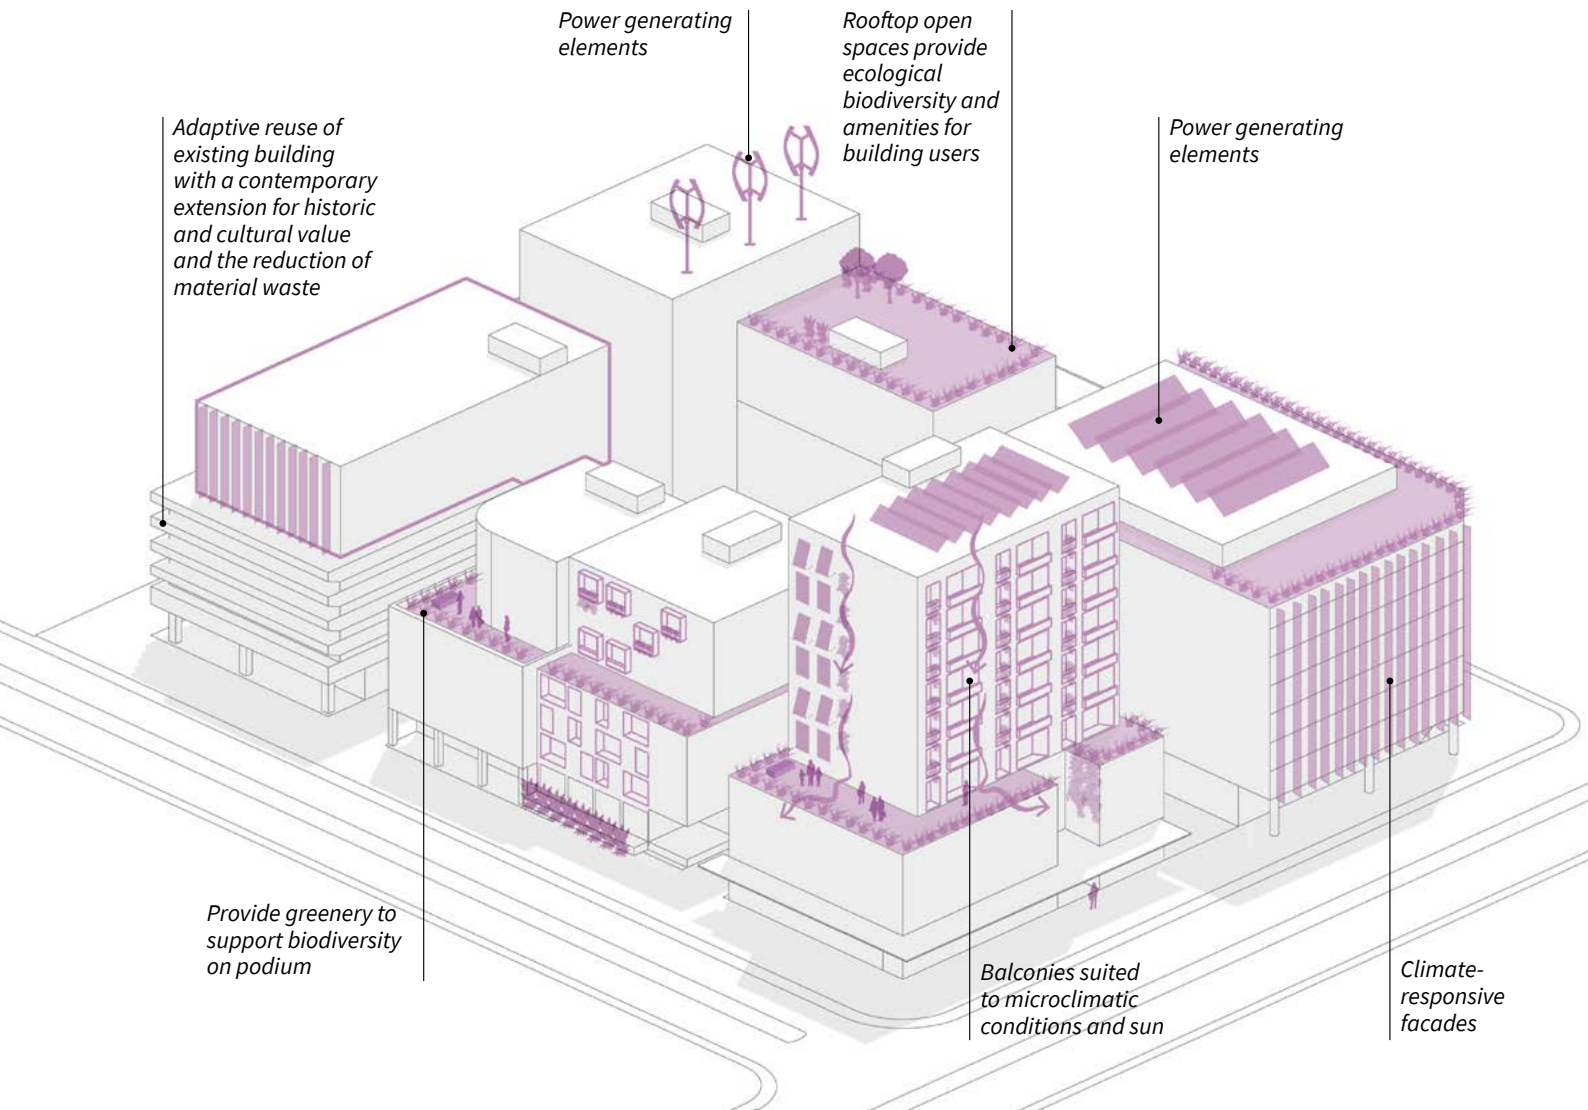 Power generating
elements
Rooftop open
spaces provide
ecological
biodiversity and
amenities for
building users
Adaptive reuse of
existing building
with a contemporary
extension for historic
and cultural value
and the reduction of
material waste
Power generating
elements
Provide greenery to
support biodiversity
on podium
Balconies suited
to microclimatic
conditions and sun
Climate-
responsive
facades